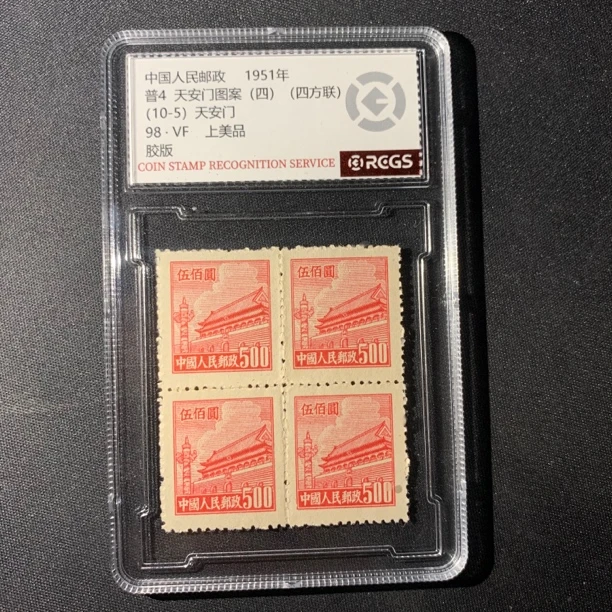 中国人民邮政 1951年
普4 天安门图案（四）（四方联）
(10-5) 天安门
98 · VF 上美品
胶版
COIN STAMP RECOGNITION SERVICE
RCGS
伍佰圓
中國人民郵政 500
伍佰圓
中國人民郵政 500
伍佰圓
中國人民郵政 500
伍佰圓
中國人民郵政 500